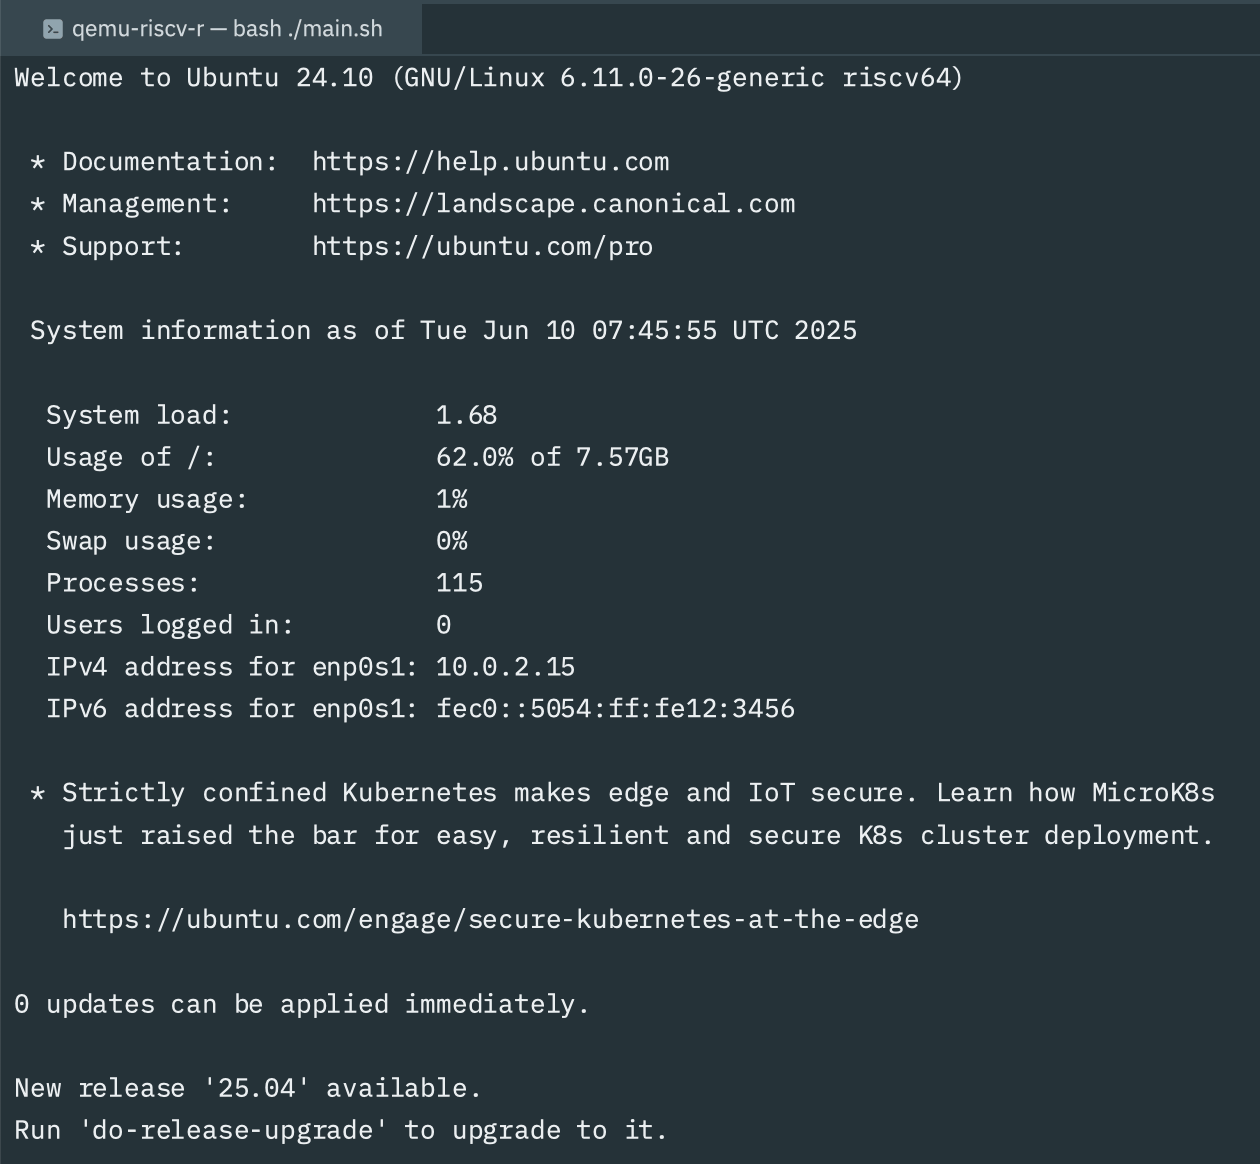 qemu-riscv-r — bash ./main.sh
Welcome to Ubuntu 24.10 (GNU/Linux 6.11.0-26-generic riscv64)
* Documentation:  https://help.ubuntu.com
* Management:     https://landscape.canonical.com
* Support:        https://ubuntu.com/pro
System information as of Tue Jun 10 07:45:55 UTC 2025
System load:             1.68
Usage of /:              62.0% of 7.57GB
Memory usage:            1%
Swap usage:              0%
Processes:               115
Users logged in:         0
IPv4 address for enp0s1: 10.0.2.15
IPv6 address for enp0s1: fec0::5054:ff:fe12:3456
* Strictly confined Kubernetes makes edge and IoT secure. Learn how MicroK8s
just raised the bar for easy, resilient and secure K8s cluster deployment.
https://ubuntu.com/engage/secure-kubernetes-at-the-edge
0 updates can be applied immediately.
New release '25.04' available.
Run 'do-release-upgrade' to upgrade to it.